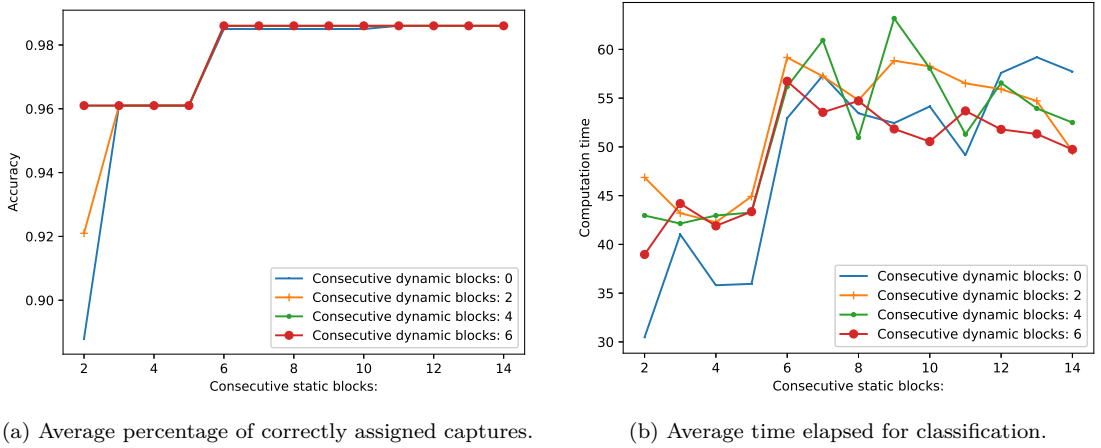 0.98
0.96
0.94
0.92
0.90
Accuracy
2 4 6 8 10 12 14
Consecutive static blocks:
Consecutive dynamic blocks: 0
Consecutive dynamic blocks: 2
Consecutive dynamic blocks: 4
Consecutive dynamic blocks: 6
(a) Average percentage of correctly assigned captures.
60
55
50
45
40
35
30
Computation time
2 4 6 8 10 12 14
Consecutive static blocks:
Consecutive dynamic blocks: 0
Consecutive dynamic blocks: 2
Consecutive dynamic blocks: 4
Consecutive dynamic blocks: 6
(b) Average time elapsed for classification.